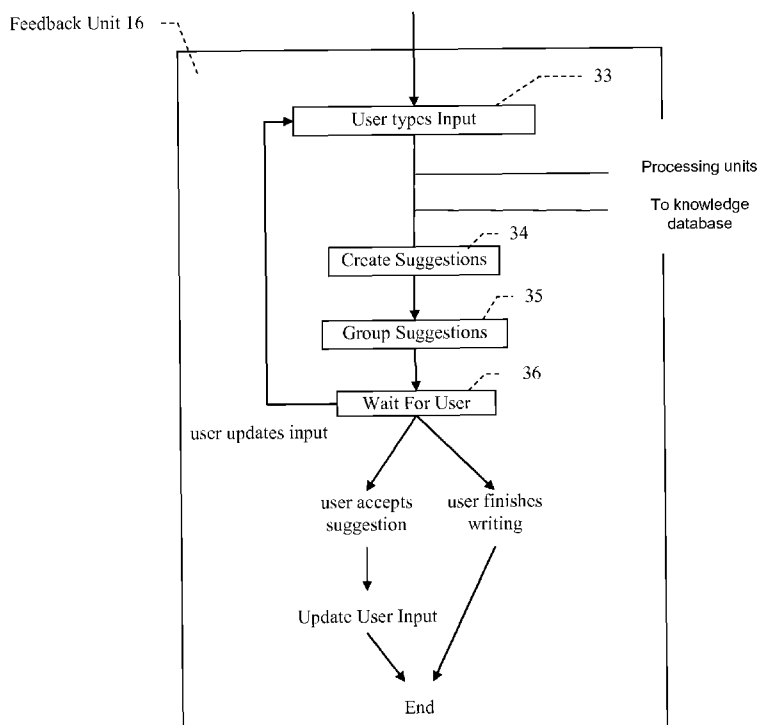 Feedback Unit 16
33
User types Input
Processing units
To knowledge
database
34
Create Suggestions
35
Group Suggestions
36
Wait For User
user updates input
user accepts
suggestion
user finishes
writing
Update User Input
End